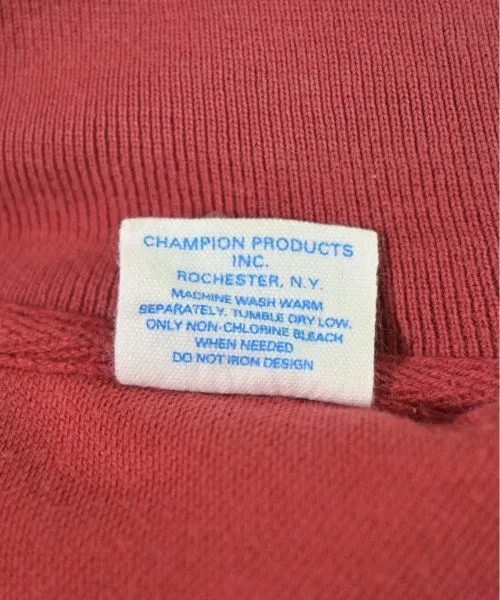 CHAMPION PRODUCTS
INC.
ROCHESTER, N.Y.
MACHINE WASH WARM
SEPARATELY. TUMBLE DRY LOW.
ONLY NON-CHLORINE BLEACH
WHEN NEEDED
DO NOT IRON DESIGN